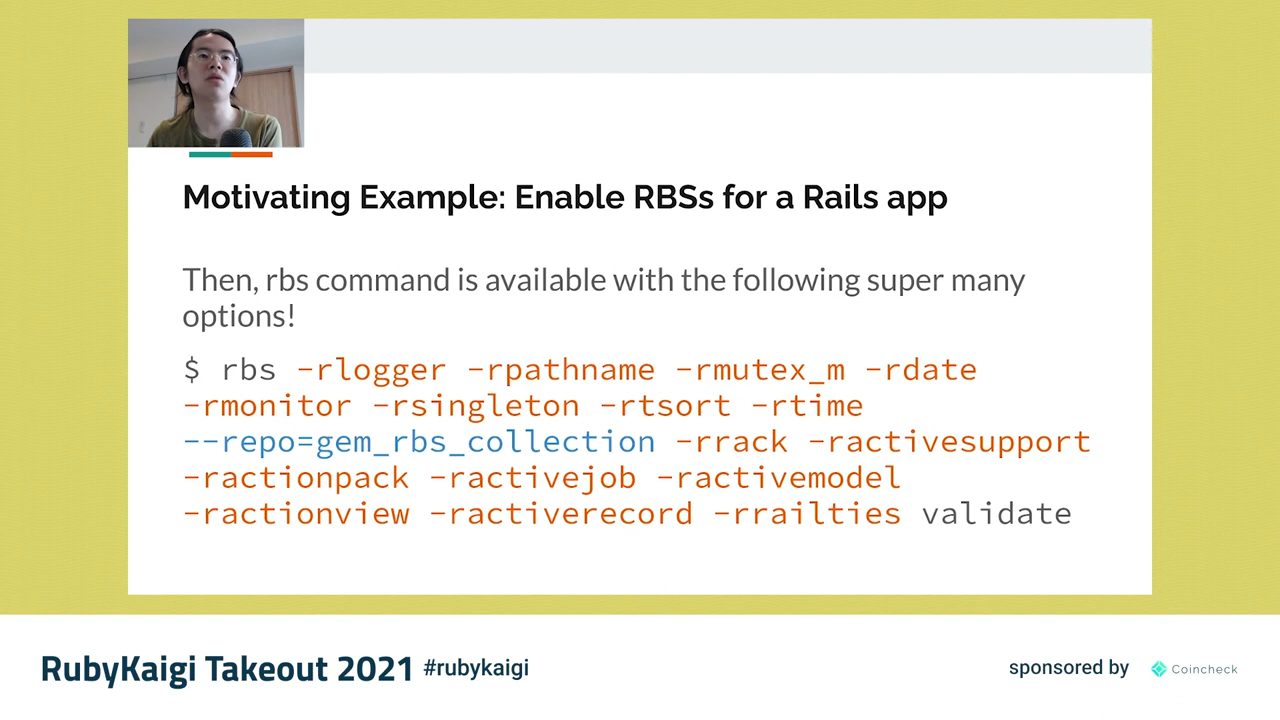 Motivating Example: Enable RBSs for a Rails app
Then, rbs command is available with the following super many
options!
$ rbs -rlogger -rpathname -rmutex_m -rdate
-rmonitor -rsingleton -rtsort -rtime
--repo=gem_rbs_collection -rrack -ractivesupport
-ractionpack -ractivejob -ractivemodel
-ractionview -ractiverecord -rrailties validate
RubyKaigi Takeout 2021 #rubykaigi
sponsored by Coincheck